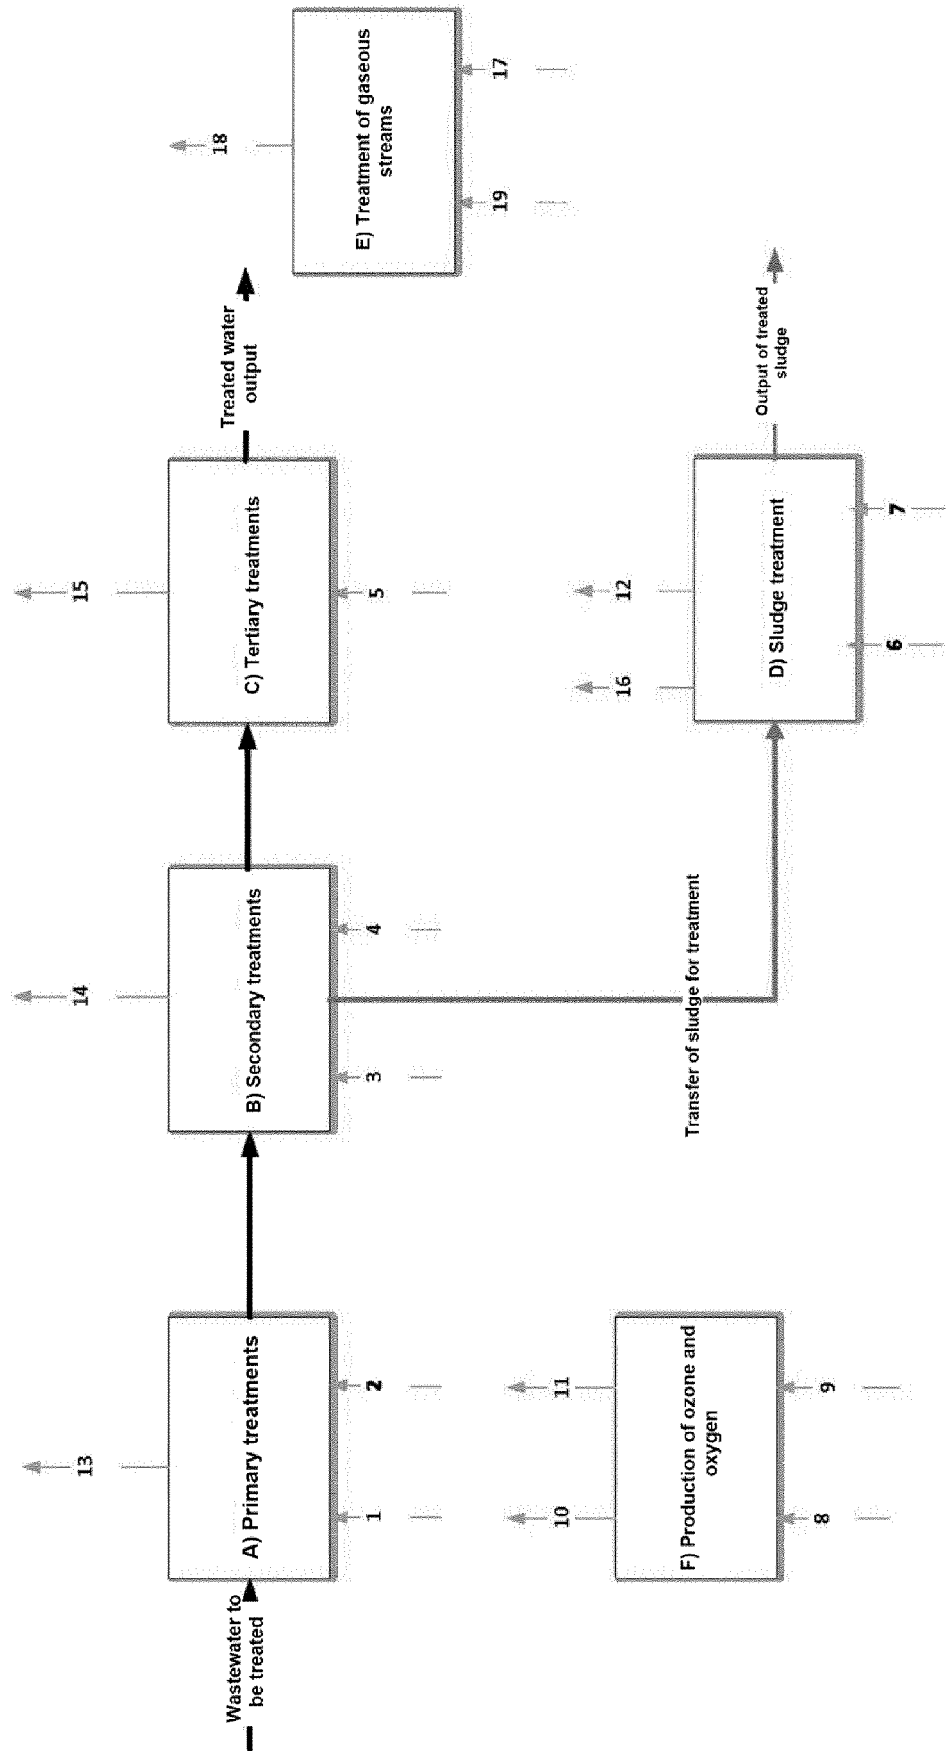 13
14
15
18
Wastewater to
be treated
A) Primary treatments
B) Secondary treatments
C) Tertiary treatments
Treated water
output
E) Treatment of gaseous
streams
1
2
3
4
5
19
17
10
11
16
12
F) Production of ozone and
oxygen
Transfer of sludge for treatment
D) Sludge treatment
Output of treated
sludge
8
9
6
7